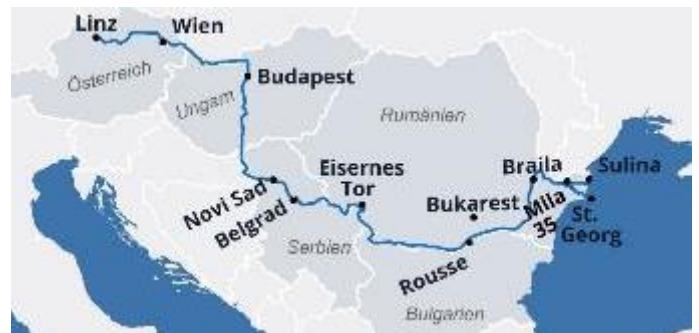 Linz
Wien
Österreich
Budapest
Ungarn
Rumänien
Eisernes
Tor
Braila
Sulina
Novi Sad
Belgrad
Bukarest
Mila
35
St.
Georg
Serbien
Rousse
Bulgarien